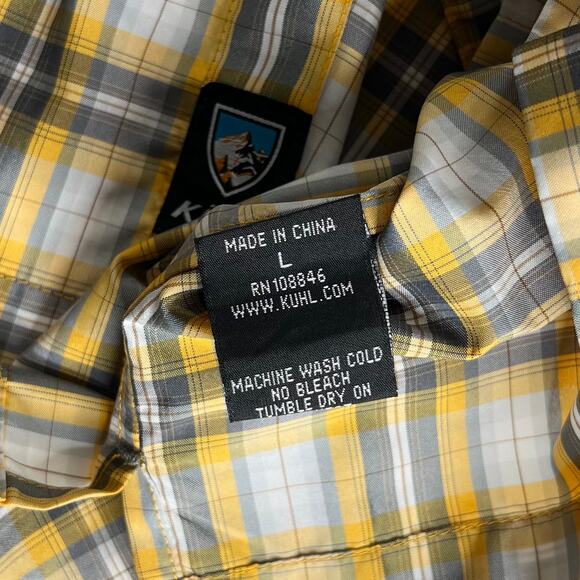 MADE IN CHINA
L
RN108846
WWW.KUHL.COM
MACHINE WASH COLD
NO BLEACH
TUMBLE DRY ON